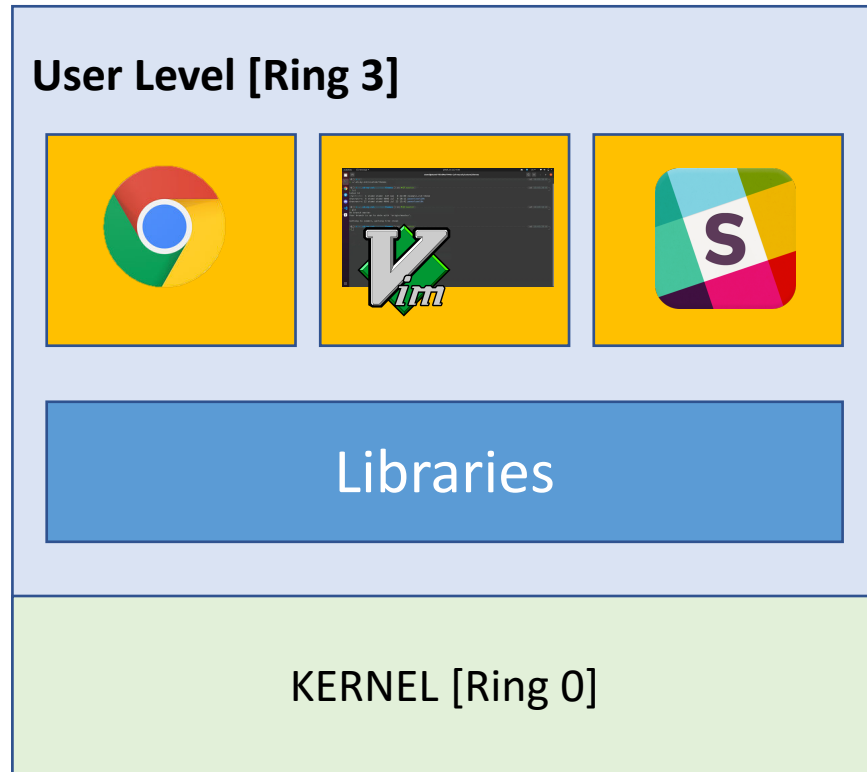 User Level [Ring 3]
Vim
S
Libraries
KERNEL [Ring 0]